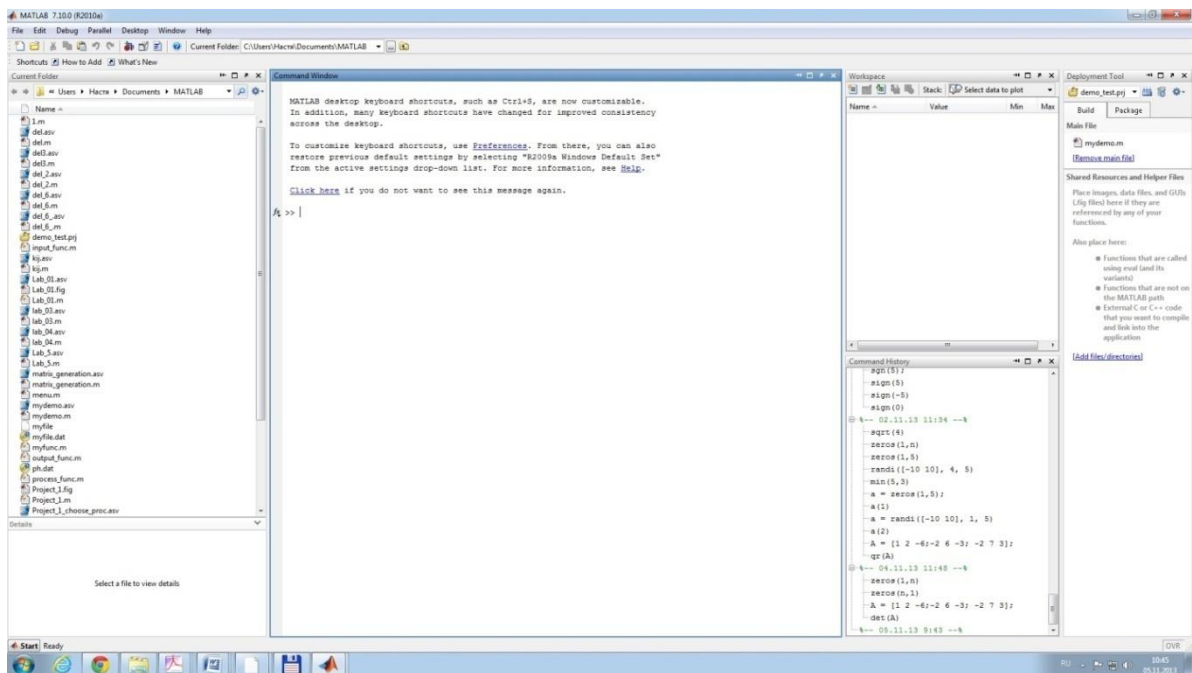 MATLAB 7.10.0 (R2010a)
File Edit Debug Parallel Desktop Window Help
Current Folder: C:\Users\Настя\Documents\MATLAB
Shortcuts How to Add What's New
Current Folder
« Users ▸ Настя ▸ Documents ▸ MATLAB
Name
1.m
del.asv
del.m
del3.asv
del3.m
del_2.asv
del_2.m
del_6.asv
del_6.m
del_6_.asv
del_6_.m
demo_test.prj
input_func.m
kij.asv
kij.m
Lab_01.asv
Lab_01.fig
Lab_01.m
lab_03.asv
lab_03.m
lab_04.asv
lab_04.m
Lab_5.asv
Lab_5.m
matrix_generation.asv
matrix_generation.m
menu.m
mydemo.asv
mydemo.m
myfile
myfile.dat
myfunc.m
output_func.m
ph.dat
process_func.m
Project_1.fig
Project_1.m
Project_1_choose_proc.asv
Details
Select a file to view details
Command Window
MATLAB desktop keyboard shortcuts, such as Ctrl+S, are now customizable.
In addition, many keyboard shortcuts have changed for improved consistency
across the desktop.
To customize keyboard shortcuts, use Preferences. From there, you can also
restore previous default settings by selecting "R2009a Windows Default Set"
from the active settings drop-down list. For more information, see Help.
Click here if you do not want to see this message again.
fx >>
Workspace
Stack: Select data to plot
Name Value Min Max
Command History
sgn(5);
sign(5)
sign(-5)
sign(0)
%-- 02.11.13 11:34 --%
sqrt(4)
zeros(1,n)
zeros(1,5)
randi([-10 10], 4, 5)
min(5,3)
a = zeros(1,5);
a(1)
a = randi([-10 10], 1, 5)
a(2)
A = [1 2 -6;-2 6 -3; -2 7 3];
qr(A)
%-- 04.11.13 11:48 --%
zeros(1,n)
zeros(n,1)
A = [1 2 -6;-2 6 -3; -2 7 3];
det(A)
%-- 05.11.13 9:43 --%
Deployment Tool
demo_test.prj
Build Package
Main File
mydemo.m
[Remove main file]
Shared Resources and Helper Files
Place images, data files, and GUIs
(.fig files) here if they are
referenced by any of your
functions.
Also place here:
Functions that are called
using eval (and its
variants)
Functions that are not on
the MATLAB path
External C or C++ code
that you want to compile
and link into the
application
[Add files/directories]
Start Ready
OVR
RU
10:45
05.11.2013